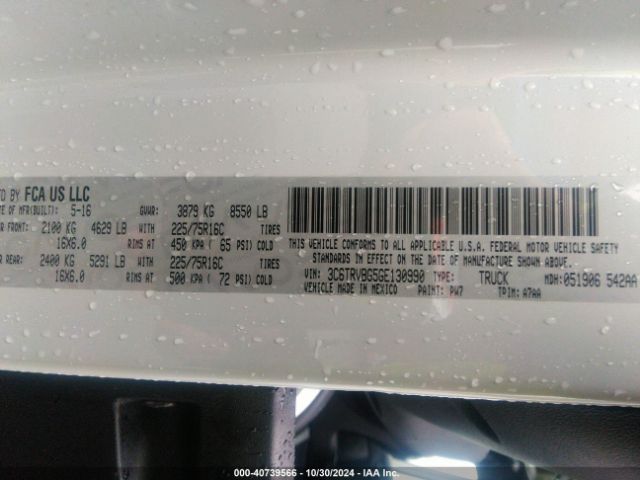 FD BY FCA US LLC
TE OF MFR(BUILT): 5-16 GVWR: 3879 KG 8550 LB
R FRONT: 2100 KG 4629 LB WITH 225/75R16C TIRES
16X6.0 RIMS AT 450 KPA ( 65 PSI) COLD
R REAR: 2400 KG 5291 LB WITH 225/75R16C TIRES
16X6.0 RIMS AT 500 KPA ( 72 PSI) COLD
THIS VEHICLE CONFORMS TO ALL APPLICABLE U.S.A. FEDERAL MOTOR VEHICLE SAFETY
STANDARDS IN EFFECT ON THE DATE OF MANUFACTURE SHOWN ABOVE.
VIN: 3C6TRVBG5GE130990 TYPE: TRUCK MDH: 051906 542AA
VEHICLE MADE IN MEXICO PAINT: PW7 TPIM: A7AA
000-40739566 - 10/30/2024 - IAA Inc.